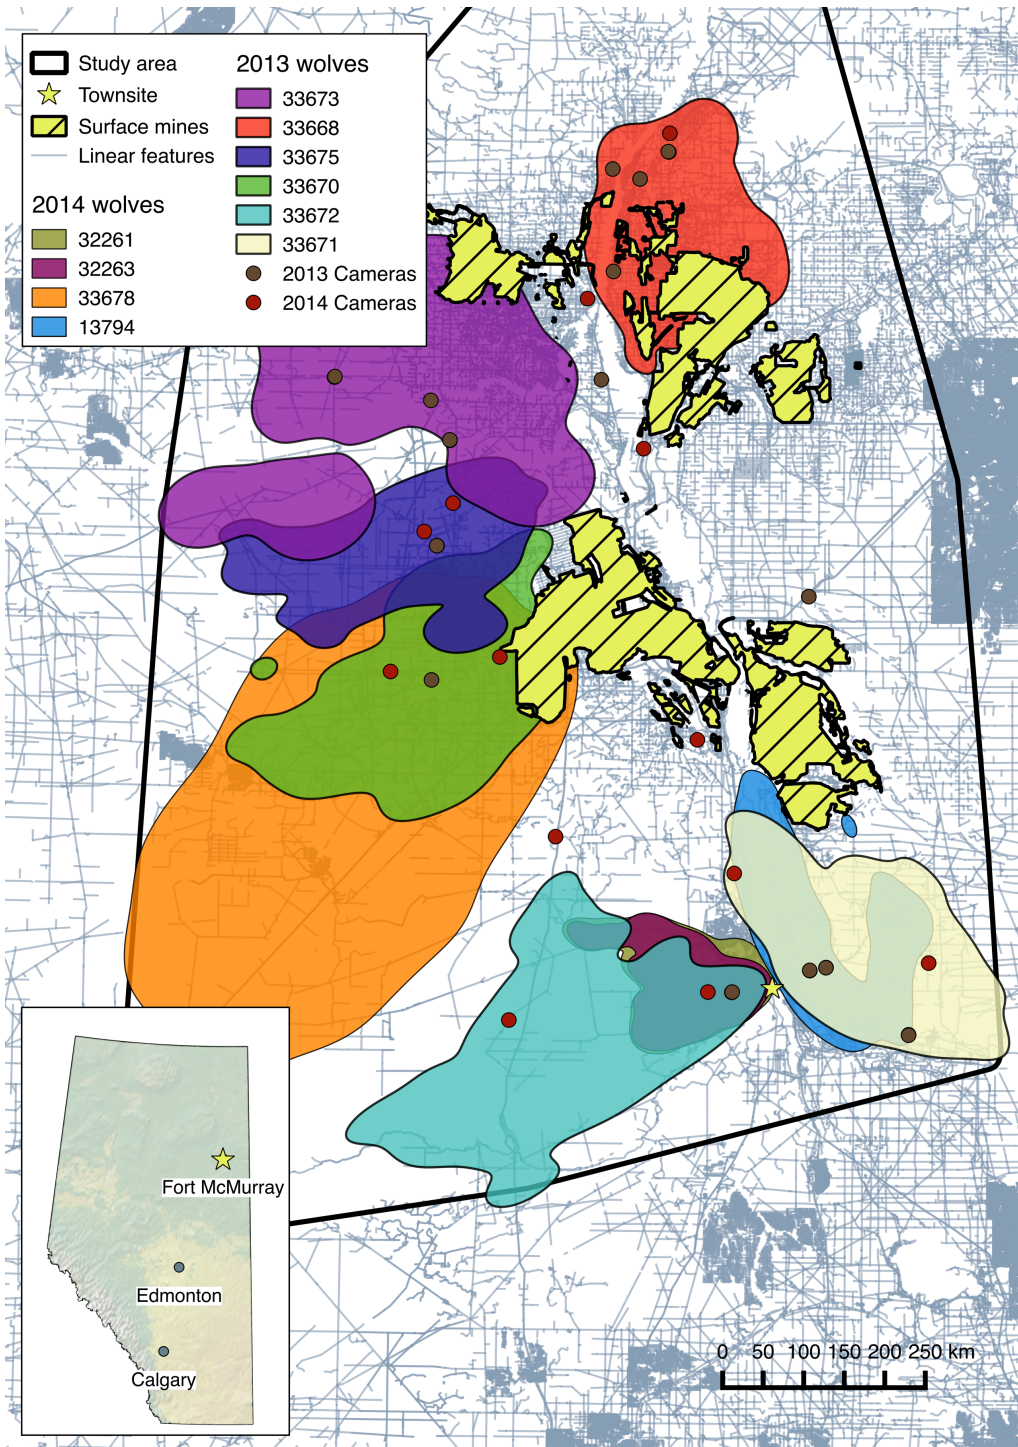 Study area
Townsite
Surface mines
Linear features
2014 wolves
32261
32263
33678
13794
2013 wolves
33673
33668
33675
33670
33672
33671
2013 Cameras
2014 Cameras
Fort McMurray
Edmonton
Calgary
0 50 100 150 200 250 km